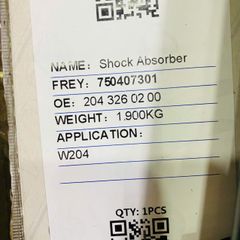 NAME: Shock Absorber
FREY: 750407301
OE: 204 326 02 00
WEIGHT: 1.900KG
APPLICATION:
W204
QTY: 1PCS